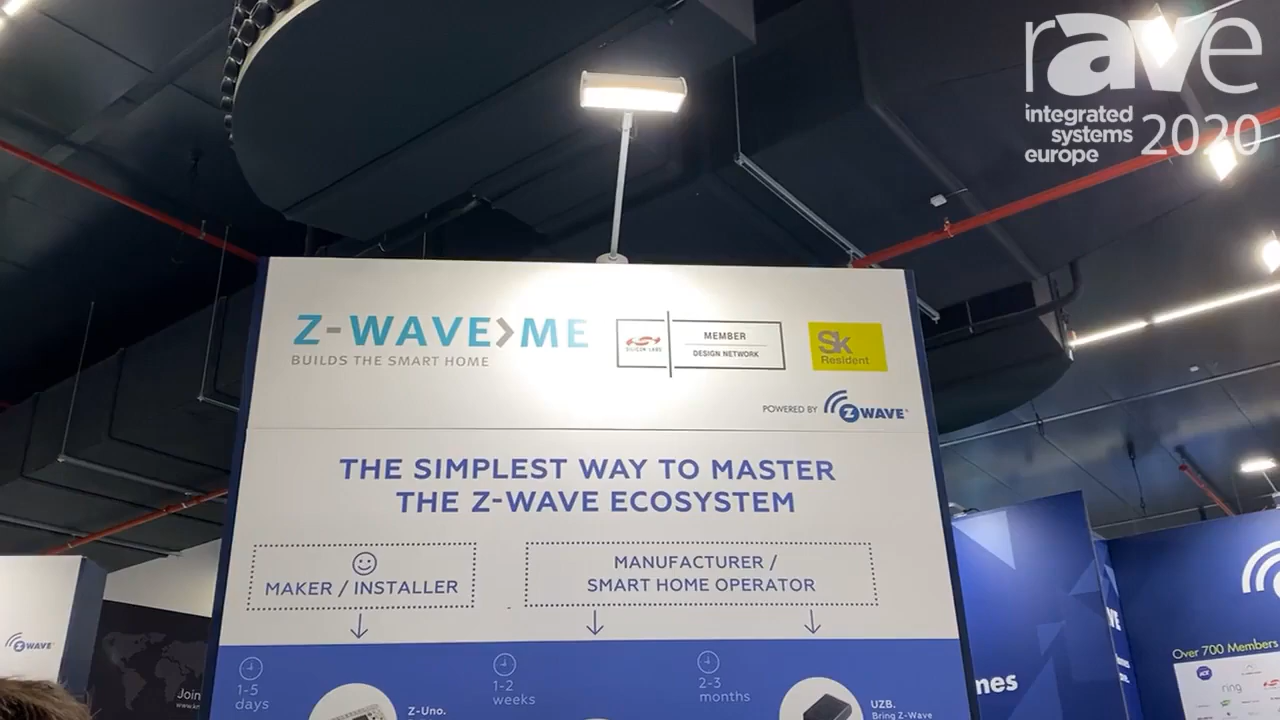 rave
integrated
systems
europe
2020
Z-WAVE>ME
BUILDS THE SMART HOME
SILICON LABS
MEMBER
DESIGN NETWORK
Sk
Resident
POWERED BY Z WAVE
THE SIMPLEST WAY TO MASTER
THE Z-WAVE ECOSYSTEM
MAKER / INSTALLER
MANUFACTURER /
SMART HOME OPERATOR
1-5
days
1-2
weeks
2-3
months
Z-Uno.
UZB.
Bring Z-Wave
Z WAVE
Join
mes
Over 700 Members
ring